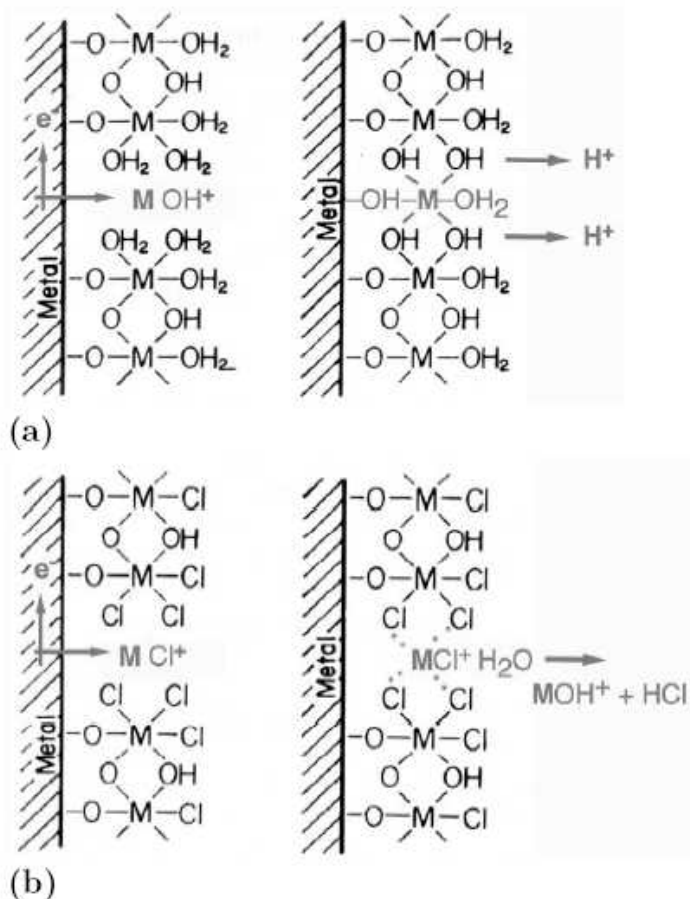 O M OH₂
O OH
e⁻ O M OH₂
OH₂ OH₂
M OH⁺
OH₂ OH₂
Metal
O M OH₂
O OH
O M OH₂
O M OH₂
O OH
O M OH₂
OH OH H⁺
Metal
OH M OH₂
OH OH H⁺
O M OH₂
O OH
O M OH₂
(a)
O M Cl
O OH
e⁻ O M Cl
Cl Cl
M Cl⁺
Cl Cl
Metal
O M Cl
O OH
O M Cl
O M Cl
O OH
O M Cl
Cl Cl
Metal
MCl⁺ H₂O
MOH⁺ + HCl
Cl Cl
O M Cl
O OH
O M Cl
(b)